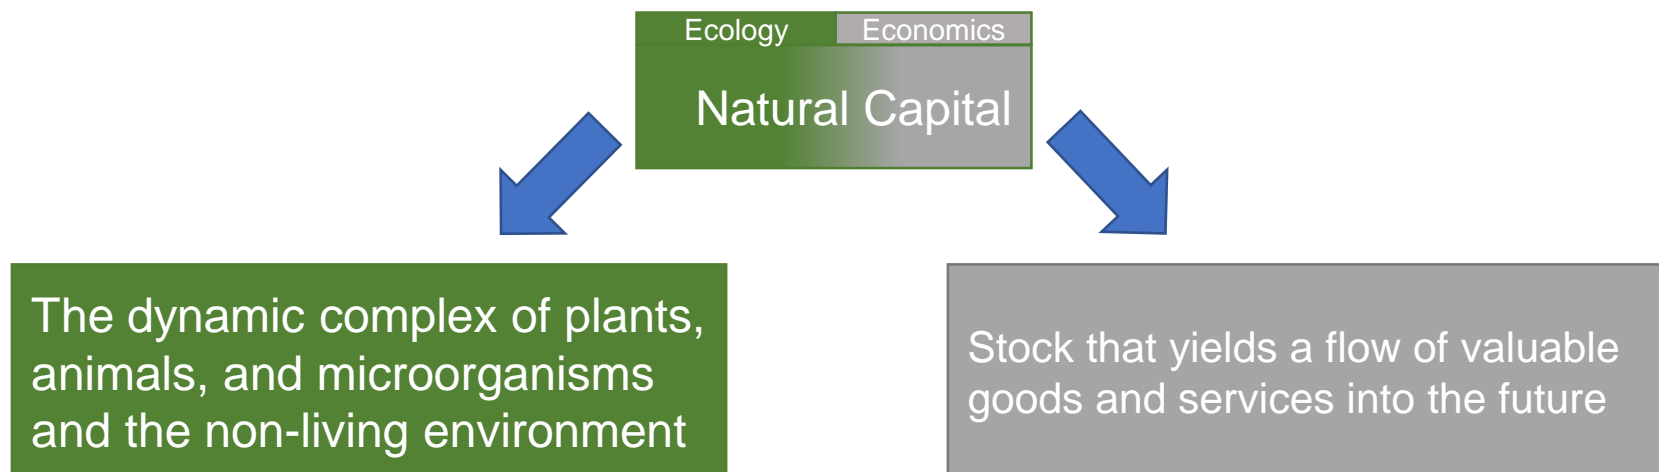 Ecology
Economics
Natural Capital
The dynamic complex of plants,
animals, and microorganisms
and the non-living environment
Stock that yields a flow of valuable
goods and services into the future